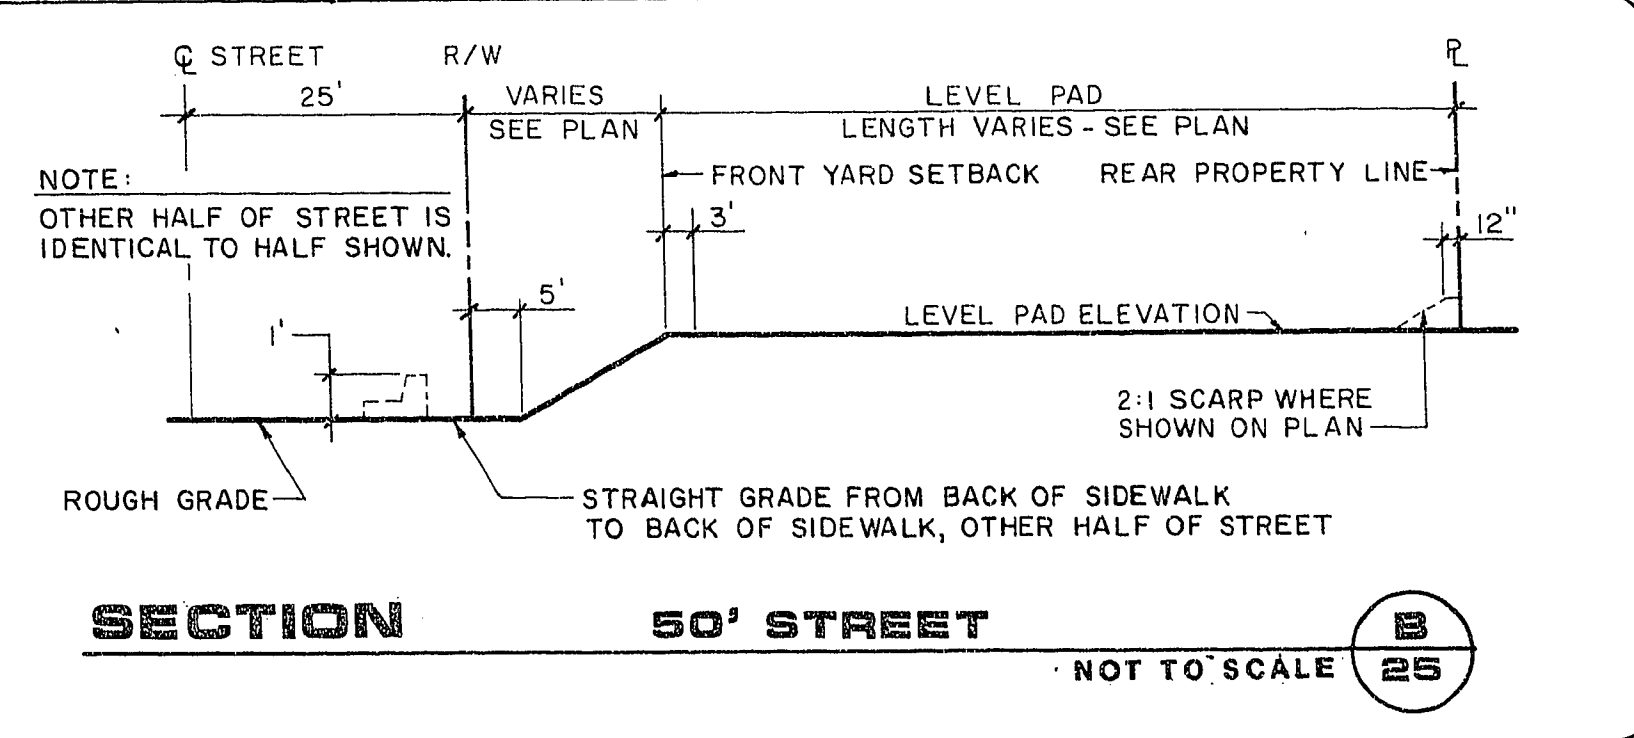 ℄ STREET
R/W
℄
25'
VARIES
SEE PLAN
LEVEL PAD
LENGTH VARIES - SEE PLAN
NOTE:
OTHER HALF OF STREET IS
IDENTICAL TO HALF SHOWN.
FRONT YARD SETBACK
REAR PROPERTY LINE
3'
12"
5'
1'
LEVEL PAD ELEVATION
2:1 SCARP WHERE
SHOWN ON PLAN
ROUGH GRADE
STRAIGHT GRADE FROM BACK OF SIDEWALK
TO BACK OF SIDEWALK, OTHER HALF OF STREET
SECTION
50' STREET
NOT TO SCALE
B
25